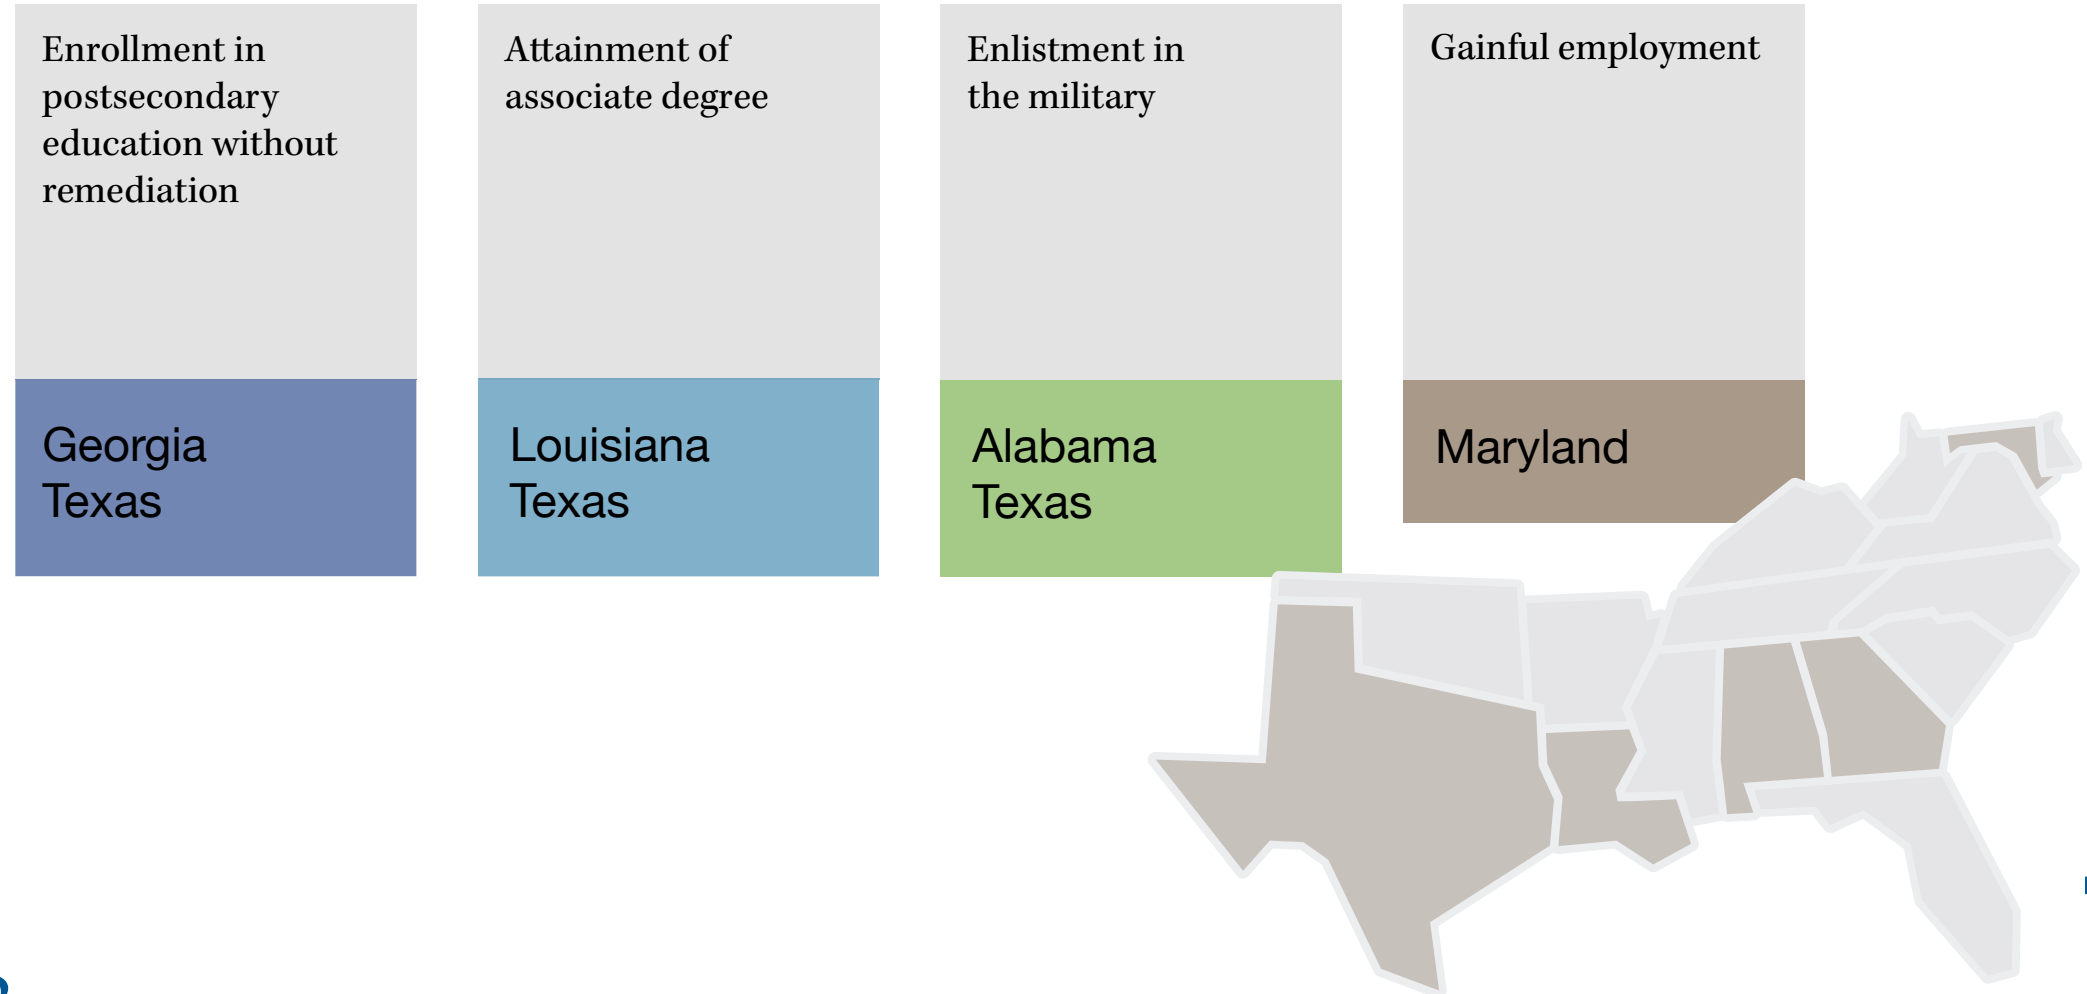 Enrollment in
postsecondary
education without
remediation
Georgia
Texas
Attainment of
associate degree
Louisiana
Texas
Enlistment in
the military
Alabama
Texas
Gainful employment
Maryland